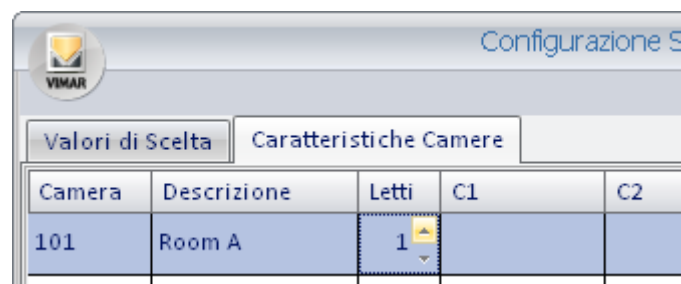 Configurazione S
VIMAR
Valori di Scelta Caratteristiche Camere
Camera Descrizione Letti C1 C2
101 Room A 1